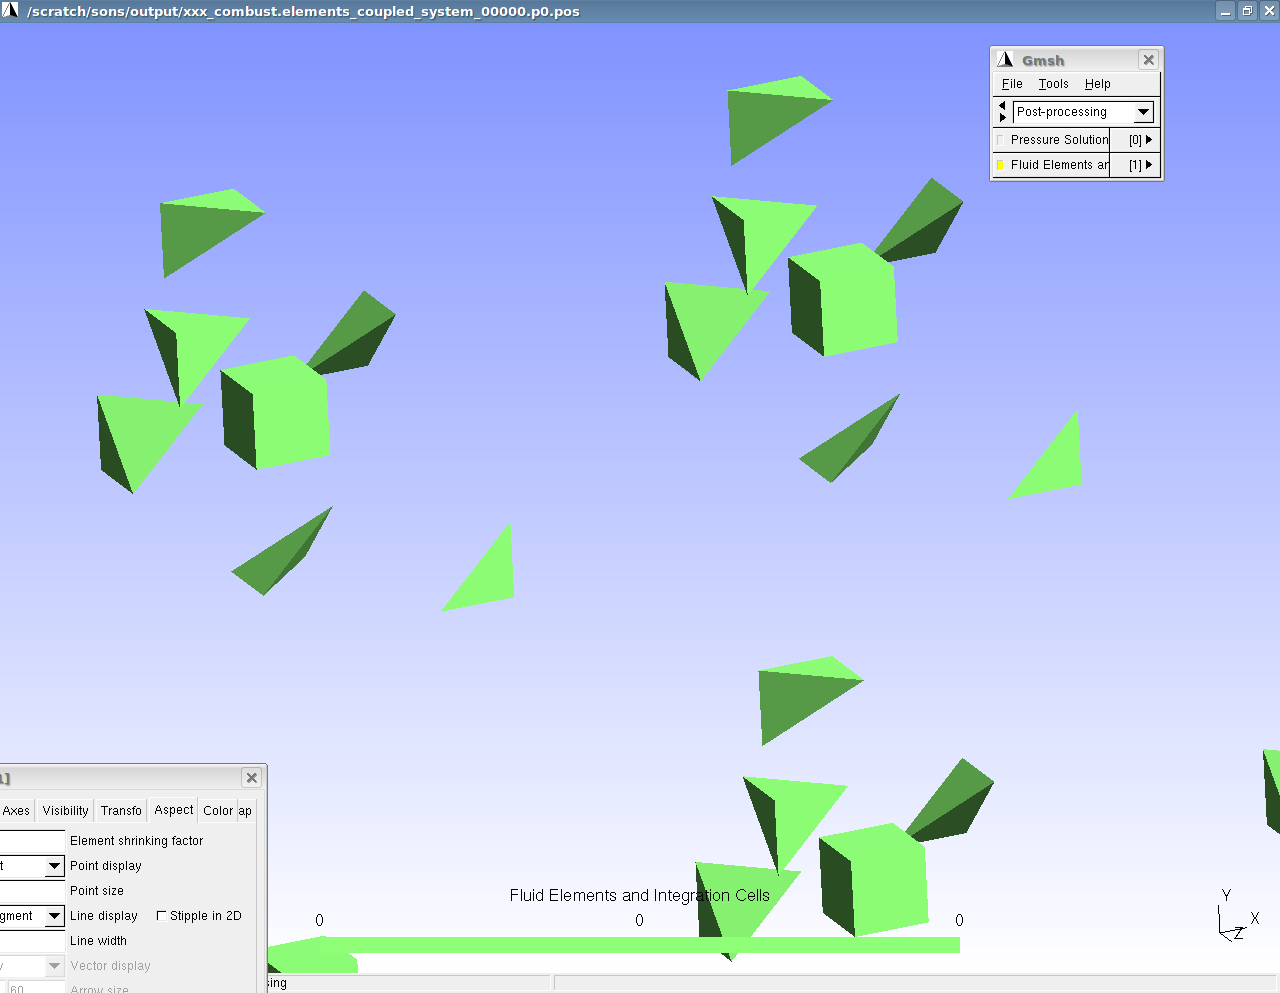 /scratch/sons/output/xxx_combust.elements_coupled_system_00000.p0.pos
Gmsh
File Tools Help
Post-processing
Pressure Solution [0]
Fluid Elements ar [1]
1]
Axes Visibility Transfo Aspect Color ap
Element shrinking factor
t Point display
Point size
gment Line display Stipple in 2D
Line width
Vector display
60 Arrow size
Fluid Elements and Integration Cells
0 0 0
Y
X
Z
sing